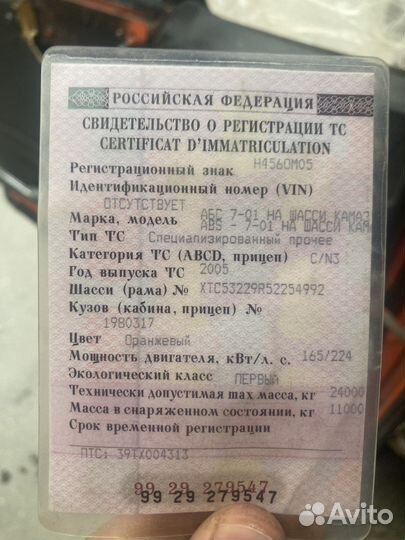 РОССИЙСКАЯ ФЕДЕРАЦИЯ
СВИДЕТЕЛЬСТВО О РЕГИСТРАЦИИ ТС
CERTIFICAT D'IMMATRICULATION
Регистрационный знак Н456ОМ05
Идентификационный номер (VIN)
ОТСУТСТВУЕТ
Марка, модель АБС 7-01 НА ШАССИ КАМАЗ
ABS - 7-01 НА ШАССИ КАМ
Тип ТС Специализированный прочее
Категория ТС (ABCD, прицеп) C/N3
Год выпуска ТС 2005
Шасси (рама) № XTC53229R52254992
Кузов (кабина, прицеп) №
1980317
Цвет Оранжевый
Мощность двигателя, кВт/л. с. 165/224
Экологический класс ПЕРВЫЙ
Технически допустимая max масса, кг 24000
Масса в снаряженном состоянии, кг 11000
Срок временной регистрации
ПТС: 39ТХ004313
99 29 279547
99 29 279547
Avito